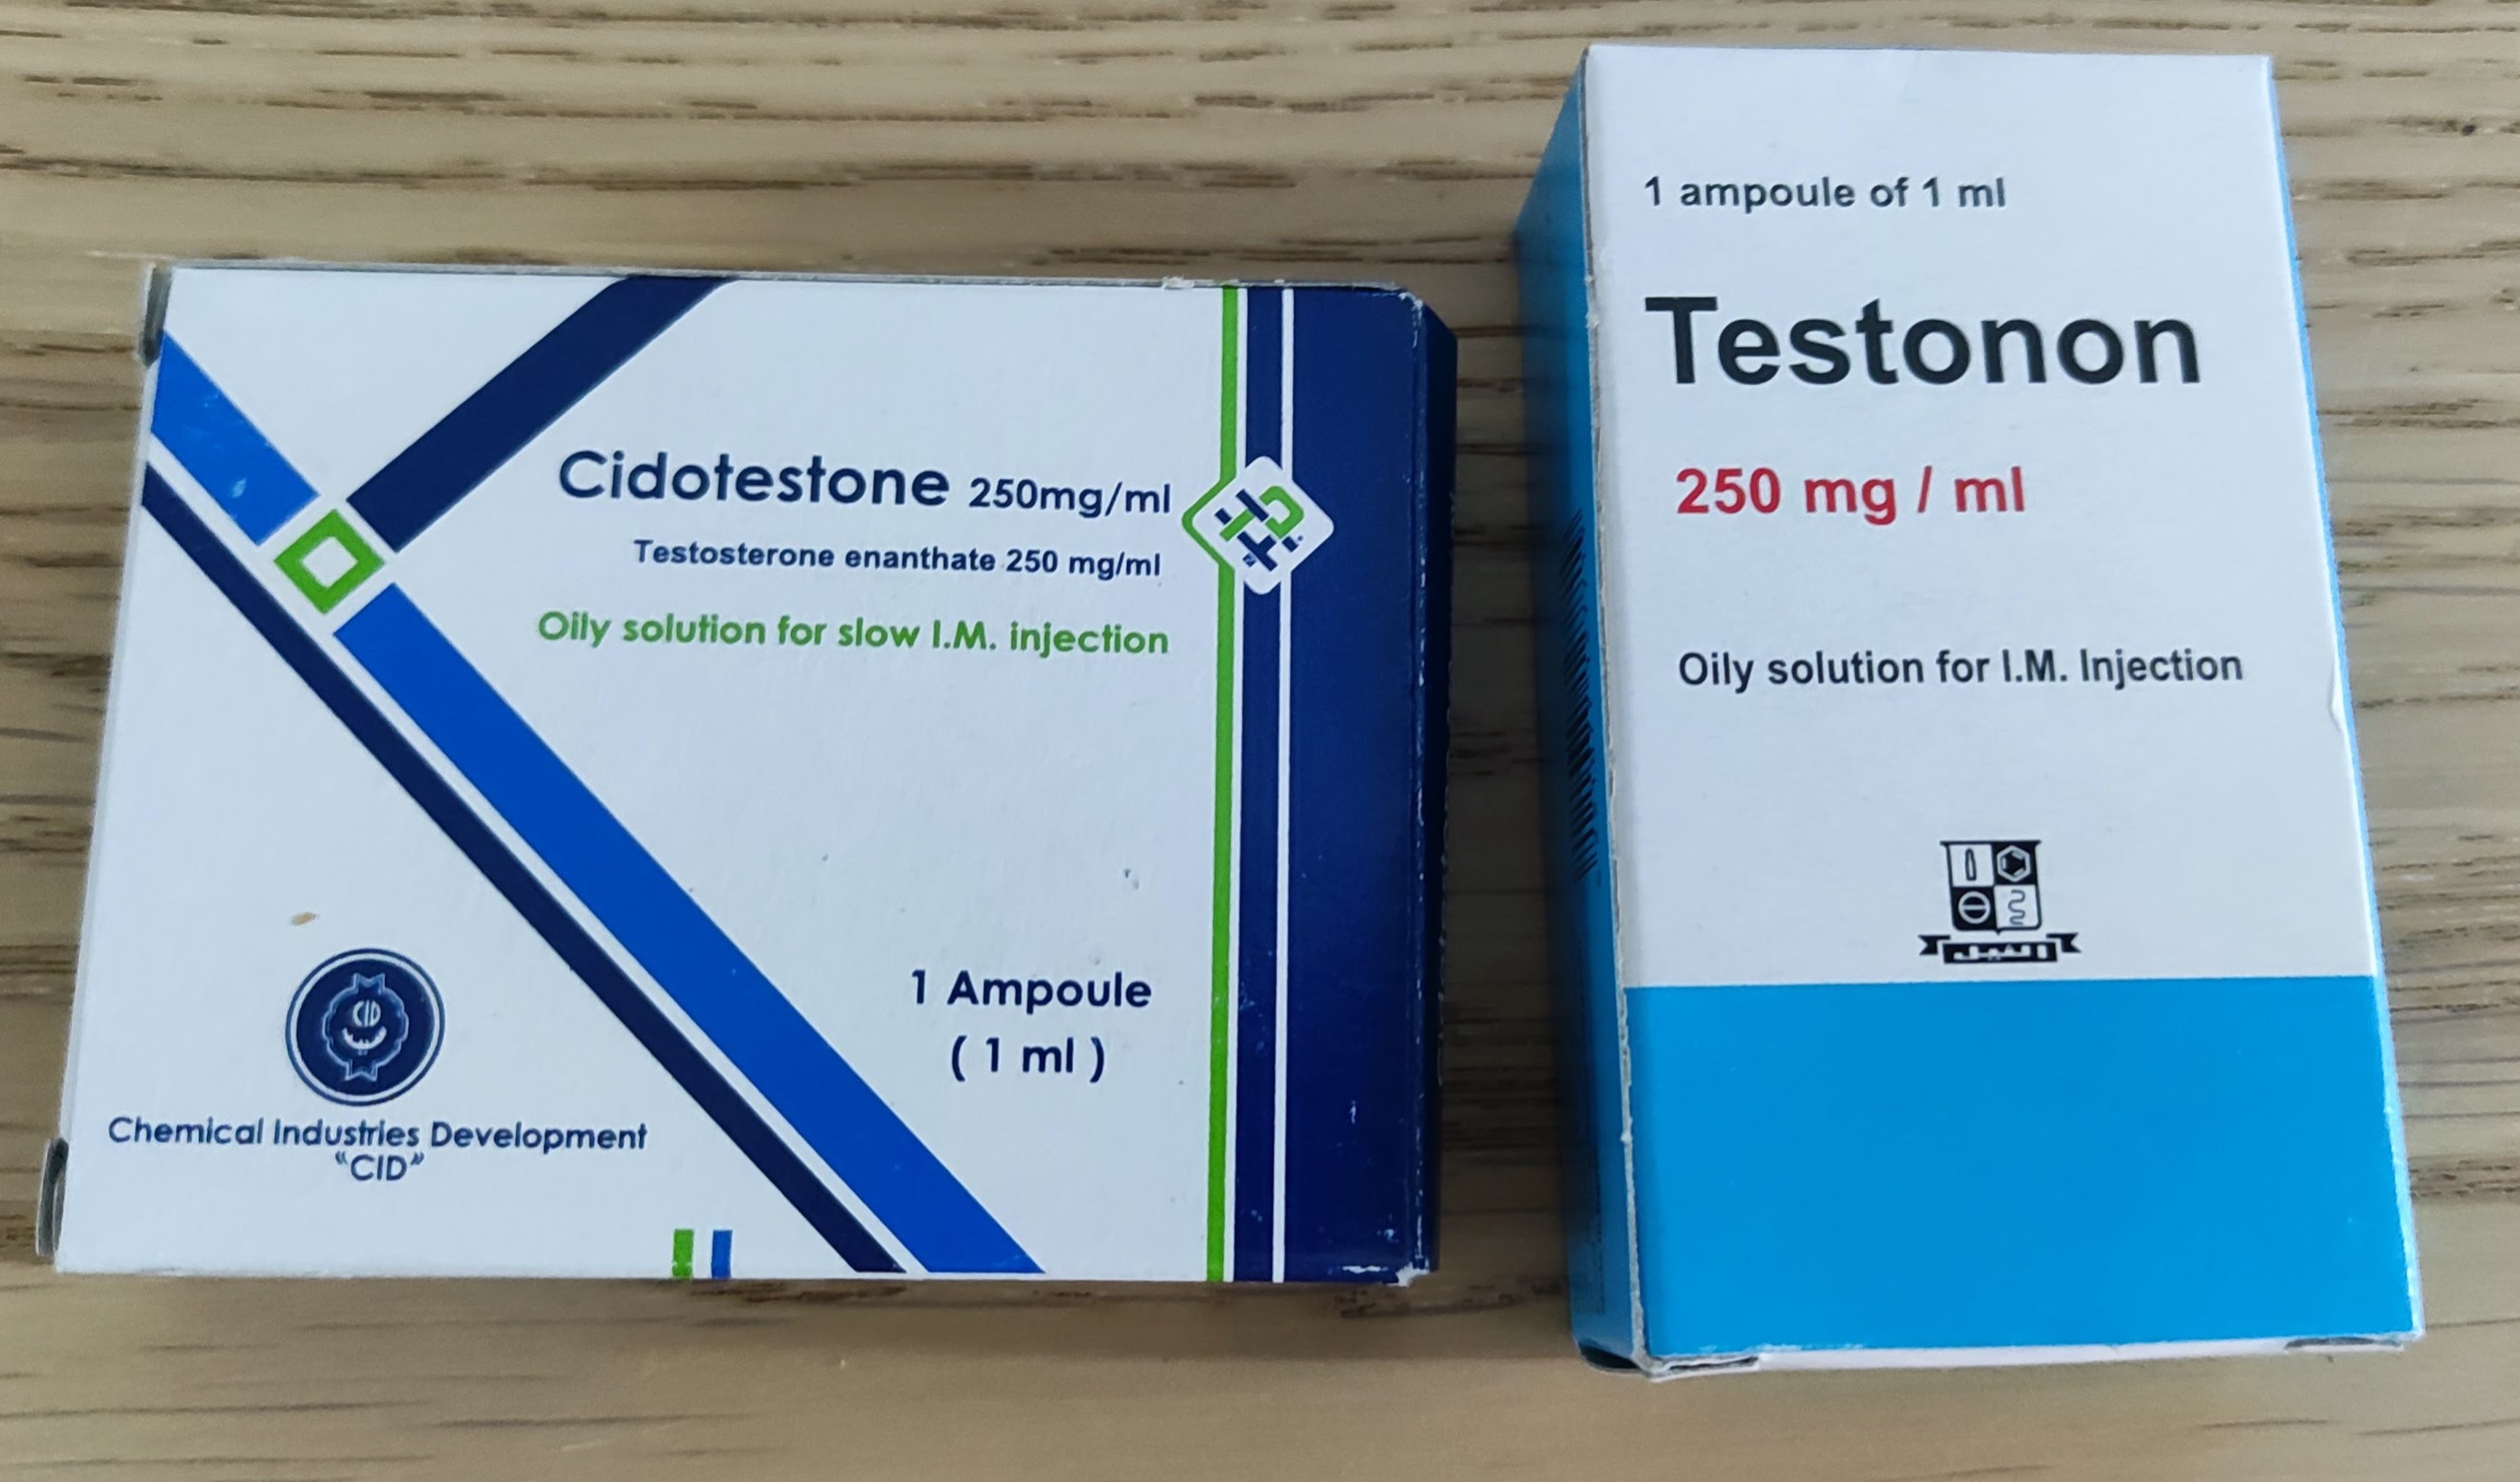 Cidotestone 250mg/ml
Testosterone enanthate 250 mg/ml
Oily solution for slow I.M. injection
1 Ampoule
( 1 ml )
CID
Chemical Industries Development
“CID”
1 ampoule of 1 ml
Testonon
250 mg / ml
Oily solution for I.M. Injection